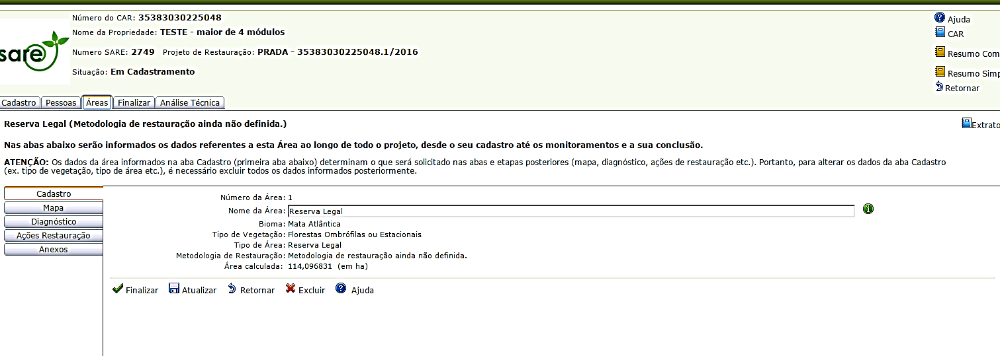 Número do CAR: 35383030225048
Ajuda
Nome da Propriedade: TESTE - maior de 4 módulos
CAR
sare
Numero SARE: 2749 Projeto de Restauração: PRADA - 35383030225048.1/2016
Resumo Com
Situação: Em Cadastramento
Resumo Simp
Retornar
Cadastro Pessoas Áreas Finalizar Análise Técnica
Reserva Legal (Metodologia de restauração ainda não definida.)
Extrato
Nas abas abaixo serão informados os dados referentes a esta Área ao longo de todo o projeto, desde o seu cadastro até os monitoramentos e a sua conclusão.
ATENÇÃO: Os dados da área informados na aba Cadastro (primeira aba abaixo) determinam o que será solicitado nas abas e etapas posteriores (mapa, diagnóstico, ações de restauração etc.). Portanto, para alterar os dados da aba Cadastro
(ex. tipo de vegetação, tipo de área etc.), é necessário excluir todos os dados informados posteriormente.
Cadastro
Mapa
Diagnóstico
Ações Restauração
Anexos
Número da Área: 1
Nome da Área: Reserva Legal
Bioma: Mata Atlântica
Tipo de Vegetação: Florestas Ombrófilas ou Estacionais
Tipo de Área: Reserva Legal
Metodologia de Restauração: Metodologia de restauração ainda não definida.
Área calculada: 114,096831 (em ha)
Finalizar Atualizar Retornar Excluir Ajuda